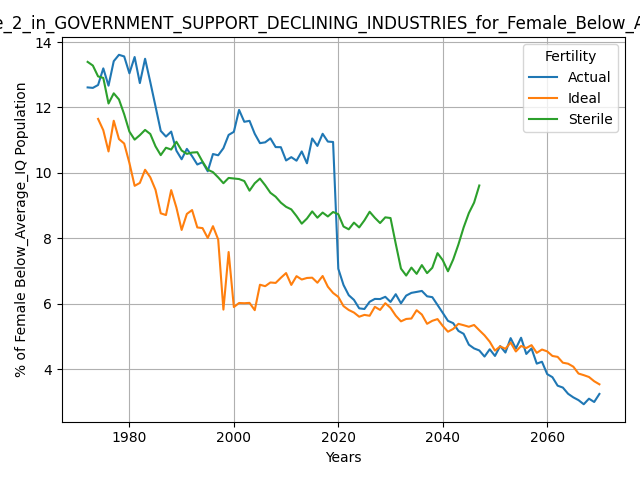 e_2_in_GOVERNMENT_SUPPORT_DECLINING_INDUSTRIES_for_Female_Below_A
14
12
10
8
6
4
% of Female Below_Average_IQ Population
Fertility
Actual
Ideal
Sterile
1980
2000
2020
2040
2060
Years